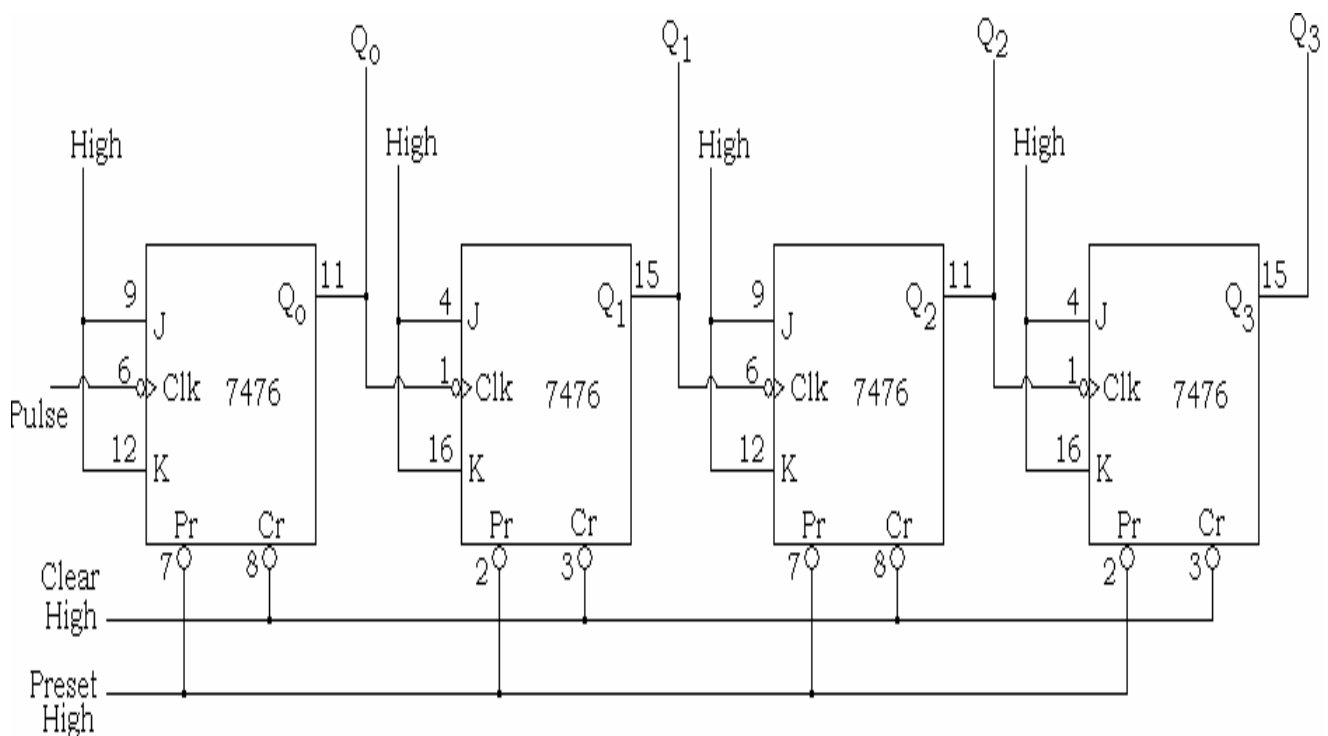 Q0
Q1
Q2
Q3
High
High
High
High
9
J
Q0
11
4
J
Q1
15
9
J
Q2
11
4
J
Q3
15
Pulse
6
Clk
7476
1
Clk
7476
6
Clk
7476
1
Clk
7476
12
K
16
K
12
K
16
K
Pr
Cr
Pr
Cr
Pr
Cr
Pr
Cr
7
8
2
3
7
8
2
3
Clear
High
Preset
High